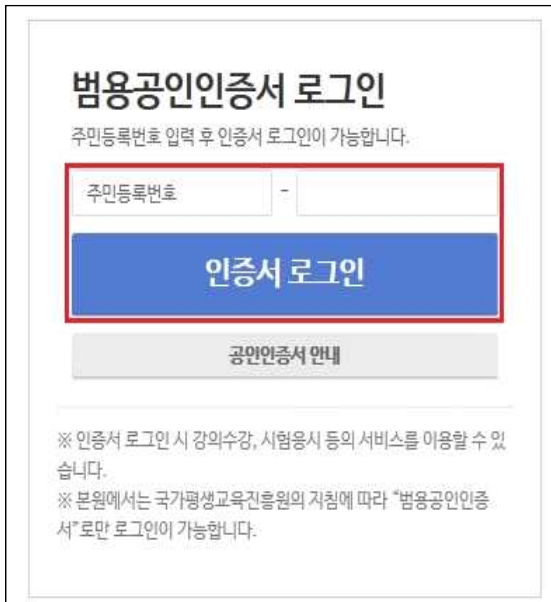 범용공인인증서 로그인
주민등록번호 입력 후 인증서 로그인이 가능합니다.
주민등록번호 -
인증서 로그인
공인인증서 안내
※ 인증서 로그인 시 강의수강, 시험응시 등의 서비스를 이용할 수 있
습니다.
※ 본원에서는 국가평생교육진흥원의 지침에 따라 "범용공인인증
서"로만 로그인이 가능합니다.